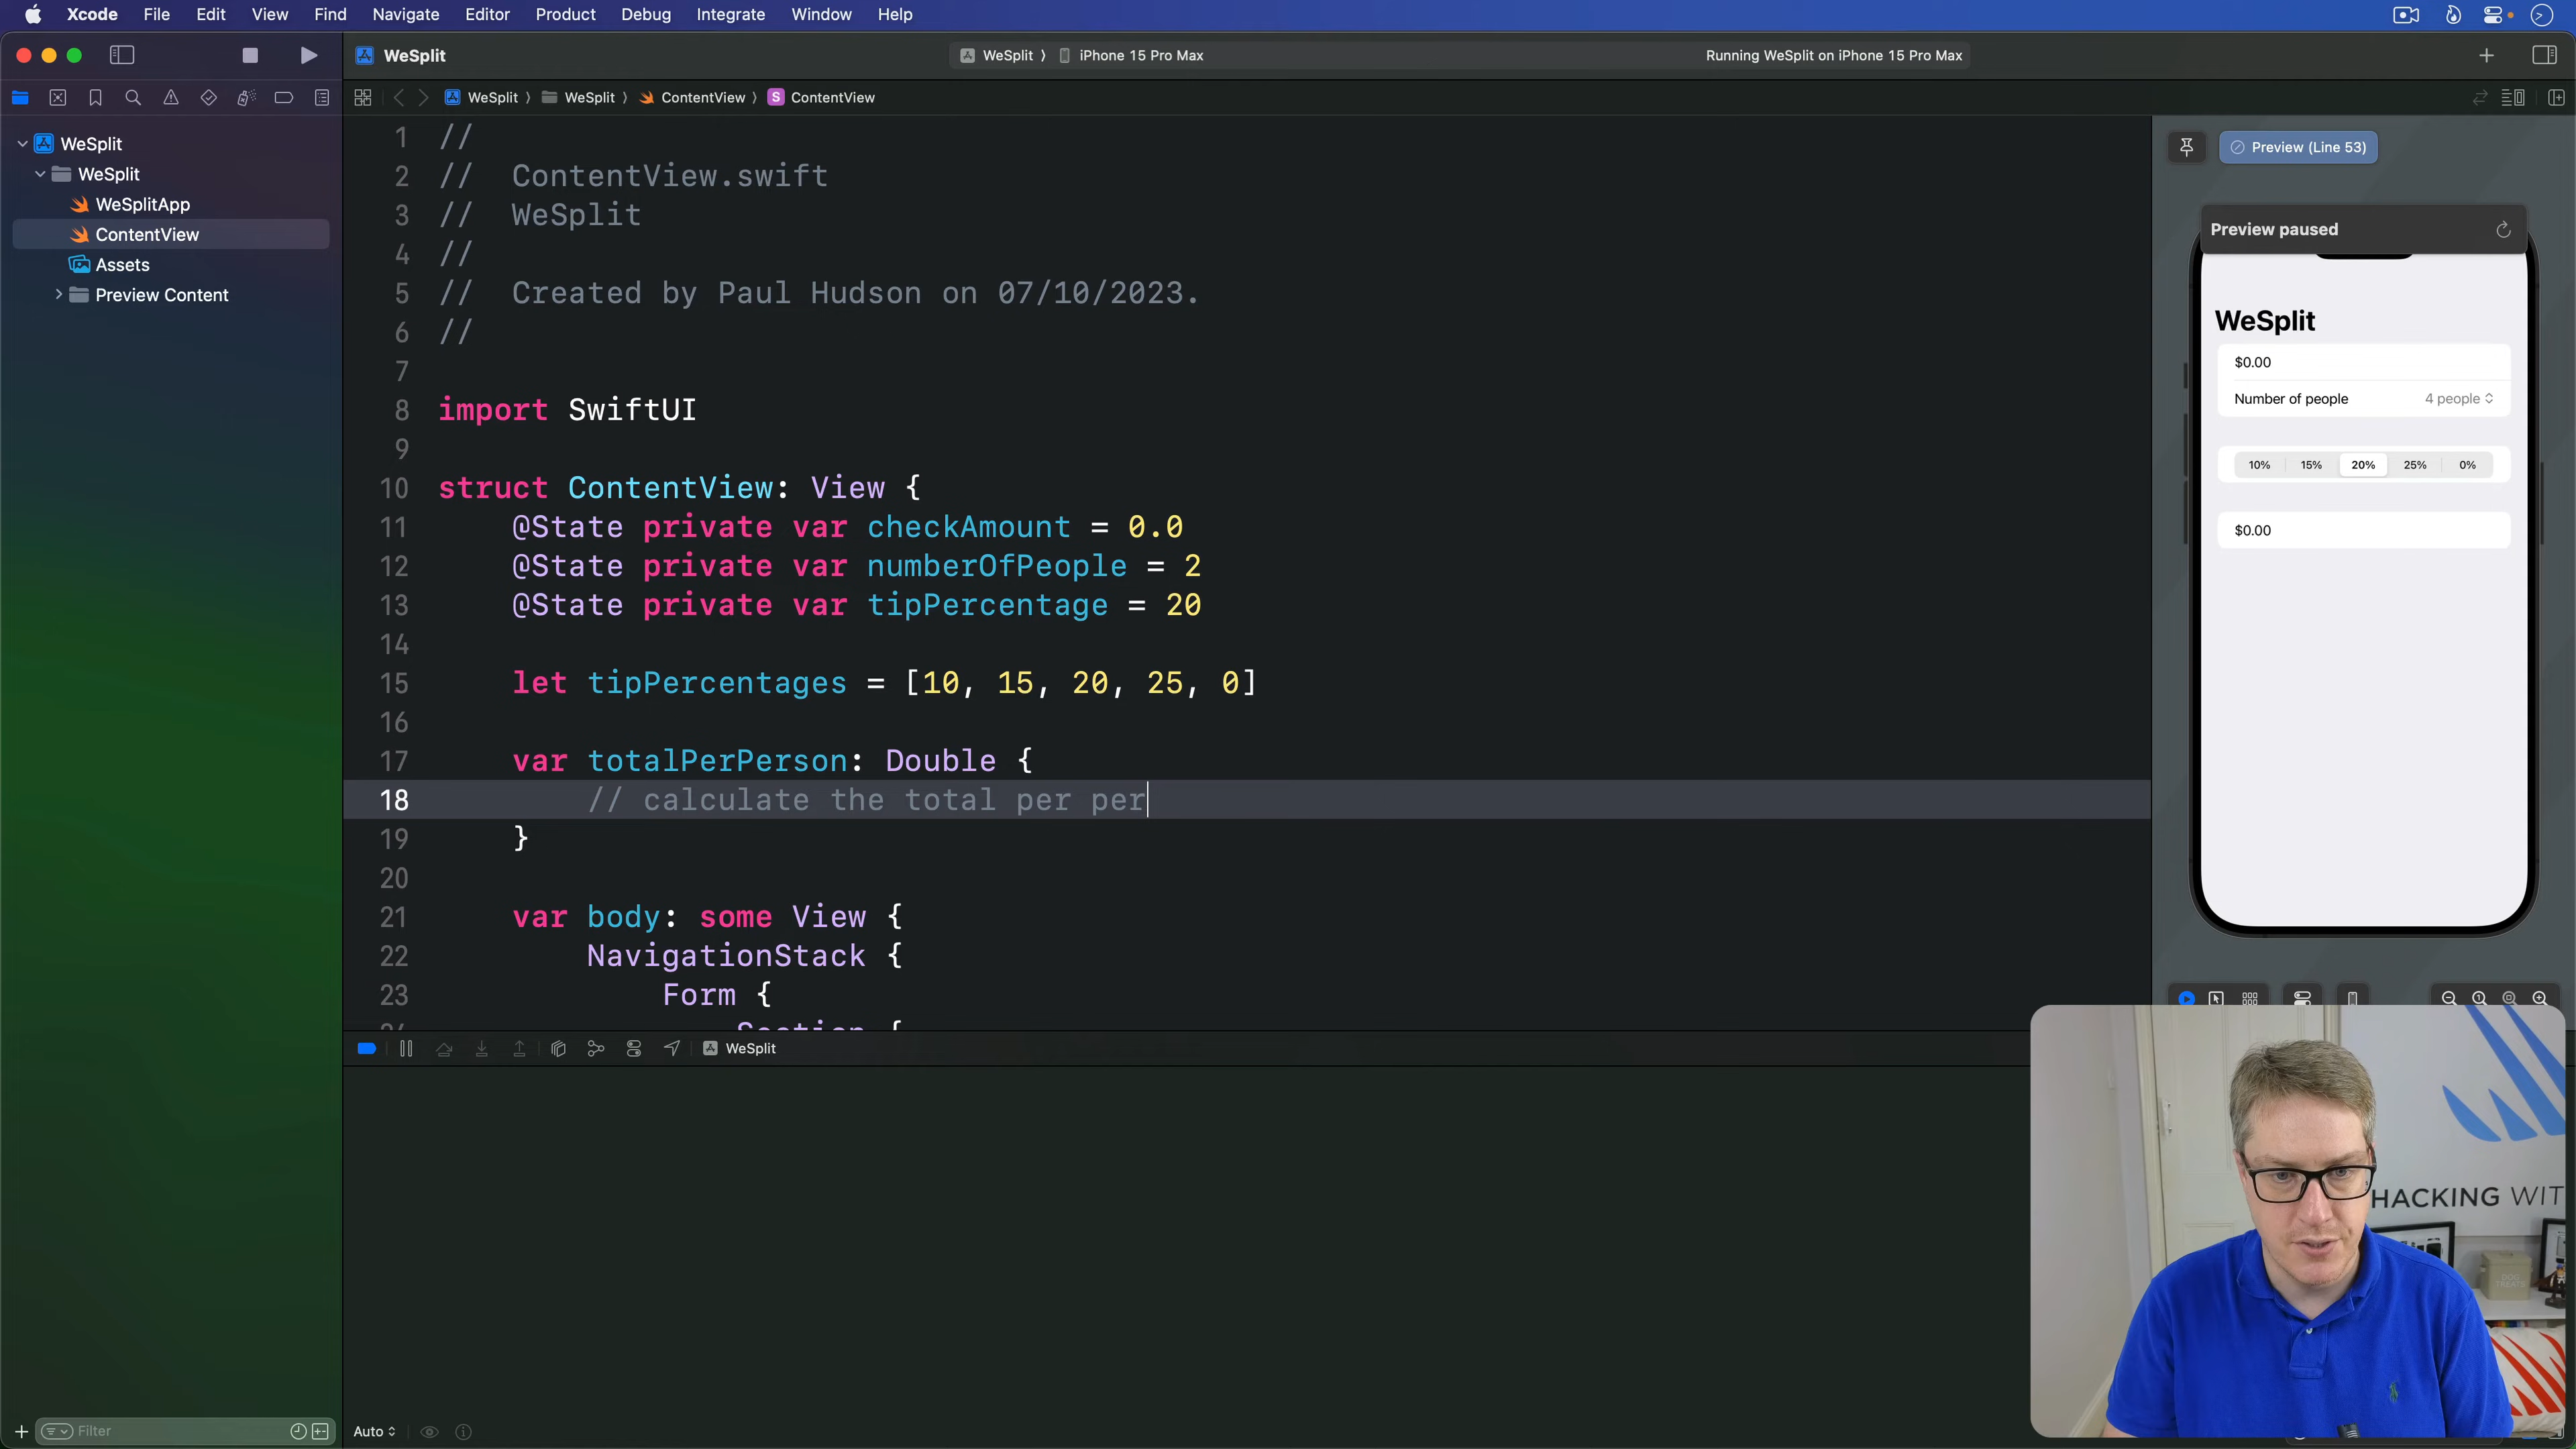 Xcode File Edit View Find Navigate Editor Product Debug Integrate Window Help
WeSplit
WeSplit 〉 iPhone 15 Pro Max
Running WeSplit on iPhone 15 Pro Max
WeSplit 〉 WeSplit 〉 ContentView 〉 S ContentView
WeSplit
WeSplit
WeSplitApp
ContentView
Assets
Preview Content
1 //
2 // ContentView.swift
3 // WeSplit
4 //
5 // Created by Paul Hudson on 07/10/2023.
6 //
7
8 import SwiftUI
9
10 struct ContentView: View {
11 @State private var checkAmount = 0.0
12 @State private var numberOfPeople = 2
13 @State private var tipPercentage = 20
14
15 let tipPercentages = [10, 15, 20, 25, 0]
16
17 var totalPerPerson: Double {
18 // calculate the total per per
19 }
20
21 var body: some View {
22 NavigationStack {
23 Form {
24 Section {
Preview (Line 53)
Preview paused
WeSplit
$0.00
Number of people 4 people
10% 15% 20% 25% 0%
$0.00
WeSplit
HACKING WIT
DOG
TREATS
Filter
Auto